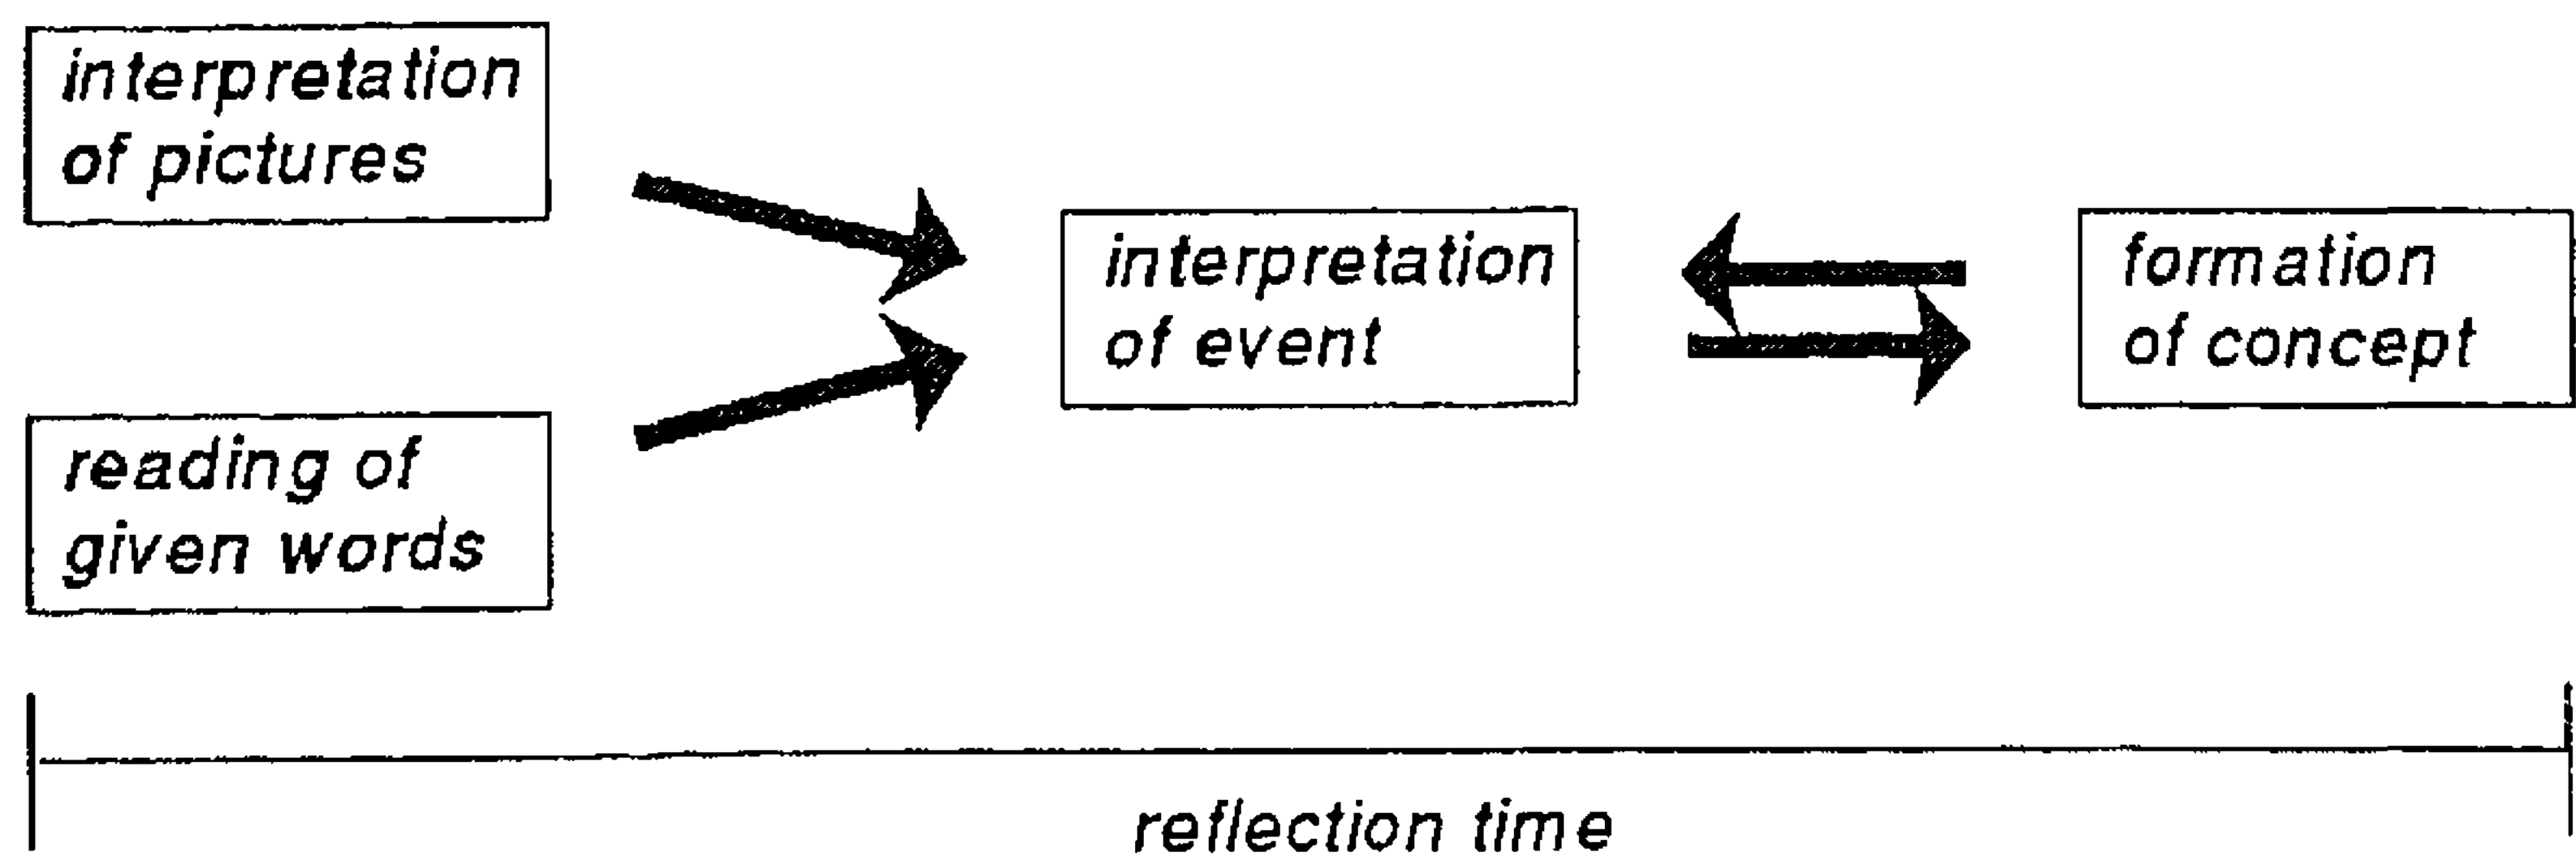 interpretation
of pictures
reading of
given words
interpretation
of event
formation
of concept
reflection time